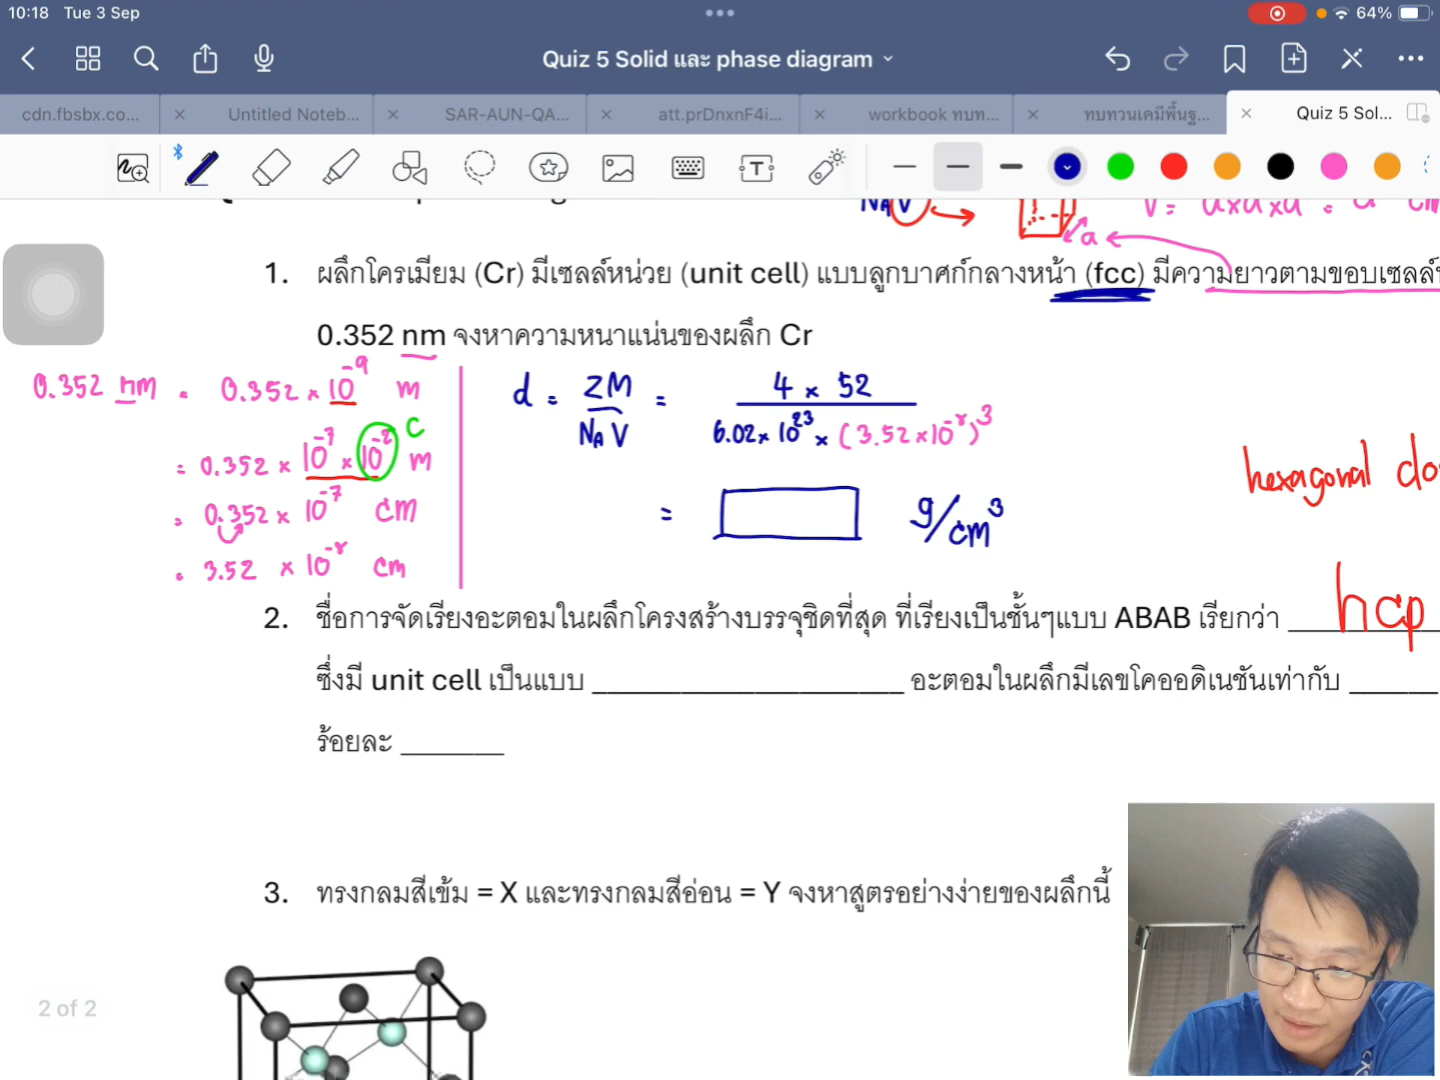 10:18 Tue 3 Sep
64%
Quiz 5 Solid และ phase diagram
cdn.fbsbx.co...
Untitled Noteb...
SAR-AUN-QA...
att.prDnxnF4i...
workbook ทบท...
ทบทวนเคมีพื้นฐ...
Quiz 5 Sol...
NA V
V = a×a×a = a
cm
a
1. ผลึกโครเมียม (Cr) มีเซลล์หน่วย (unit cell) แบบลูกบาศก์กลางหน้า (fcc) มีความยาวตามขอบเซลล์
0.352 nm จงหาความหนาแน่นของผลึก Cr
0.352 nm = 0.352 × 10⁻⁹ m
= 0.352 × 10⁻⁷ × 10⁻² m
c
= 0.352 × 10⁻⁷ cm
= 3.52 × 10⁻⁸ cm
d = ZM / NA V = 4 × 52 / 6.02 × 10²³ × (3.52 × 10⁻⁸)³
= g/cm³
hexagonal clo
2. ชื่อการจัดเรียงอะตอมในผลึกโครงสร้างบรรจุชิดที่สุด ที่เรียงเป็นชั้นๆแบบ ABAB เรียกว่า hcp
ซึ่งมี unit cell เป็นแบบ ____ อะตอมในผลึกมีเลขโคออดิเนชันเท่ากับ ____
ร้อยละ ____
3. ทรงกลมสีเข้ม = X และทรงกลมสีอ่อน = Y จงหาสูตรอย่างง่ายของผลึกนี้
2 of 2